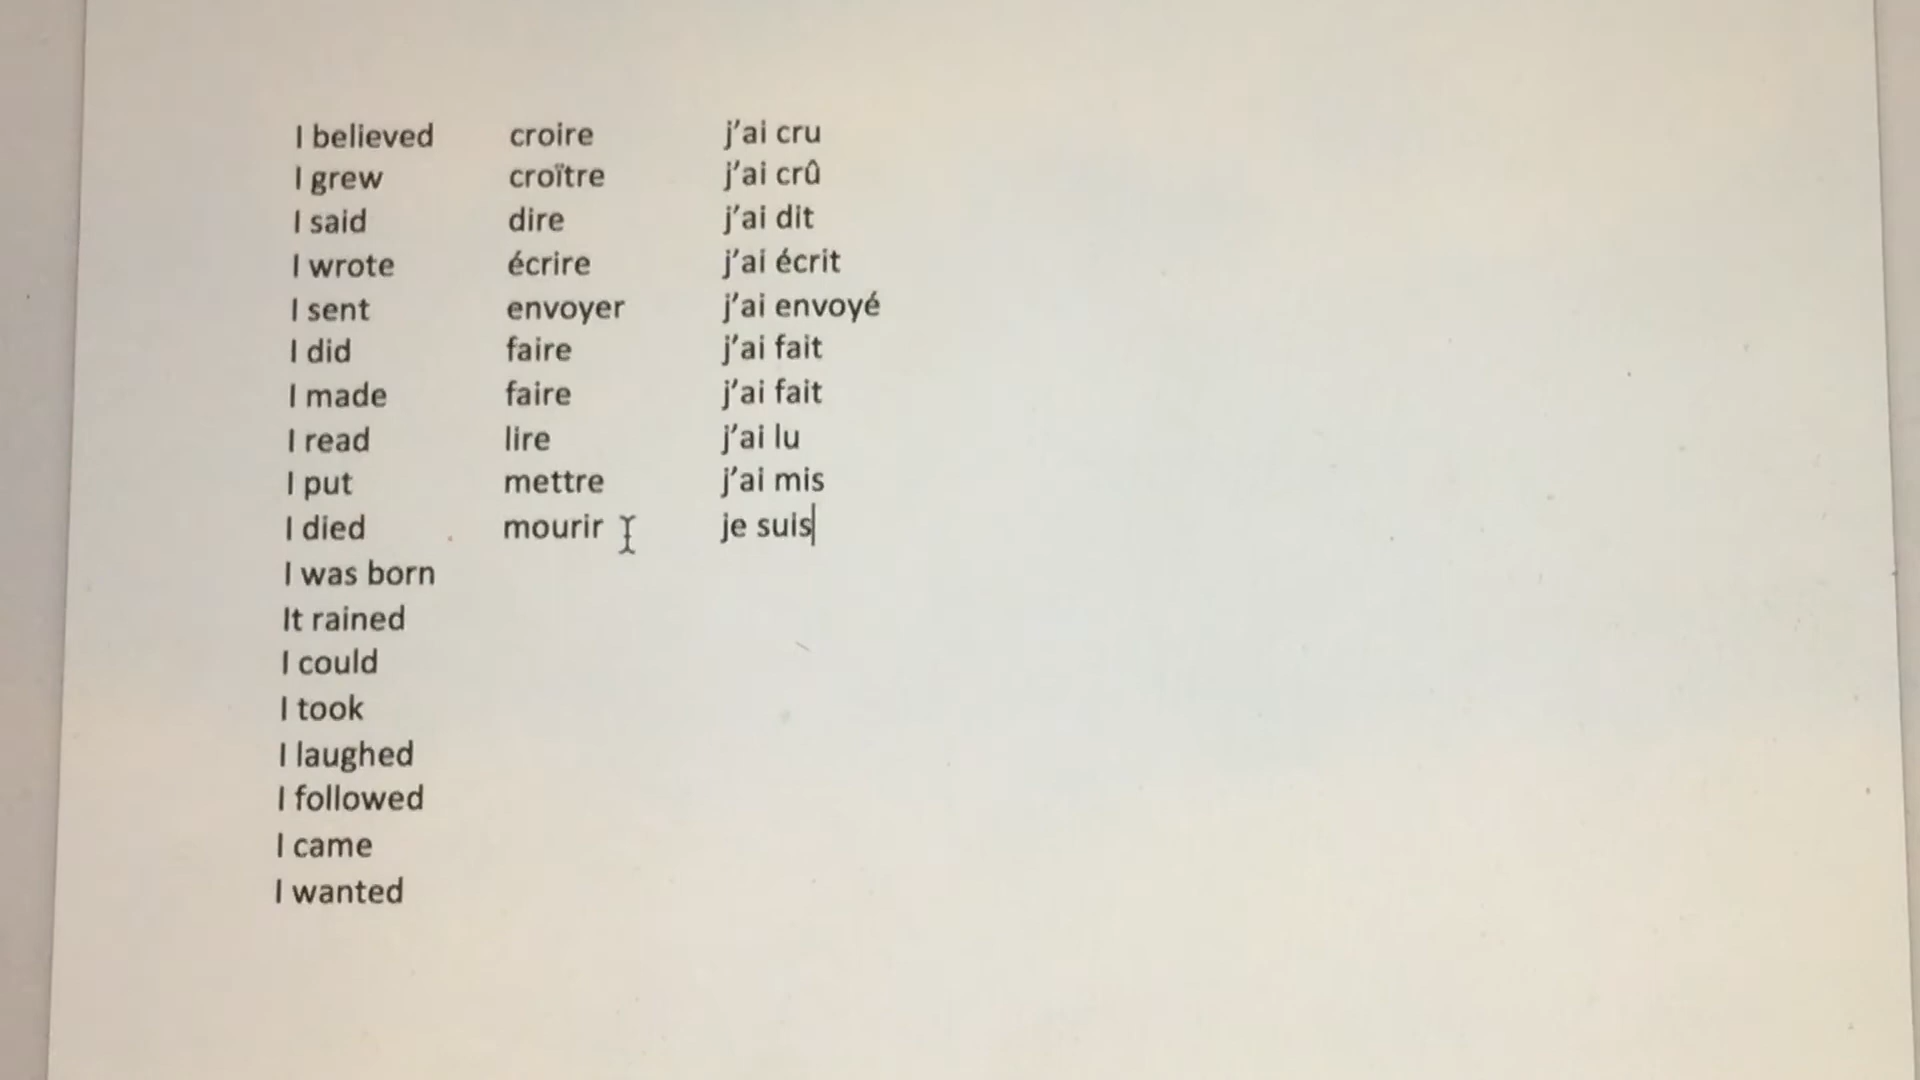 I believed croire j'ai cru
I grew croïtre j'ai crû
I said dire j'ai dit
I wrote écrire j'ai écrit
I sent envoyer j'ai envoyé
I did faire j'ai fait
I made faire j'ai fait
I read lire j'ai lu
I put mettre j'ai mis
I died mourir je suis
I was born
It rained
I could
I took
I laughed
I followed
I came
I wanted